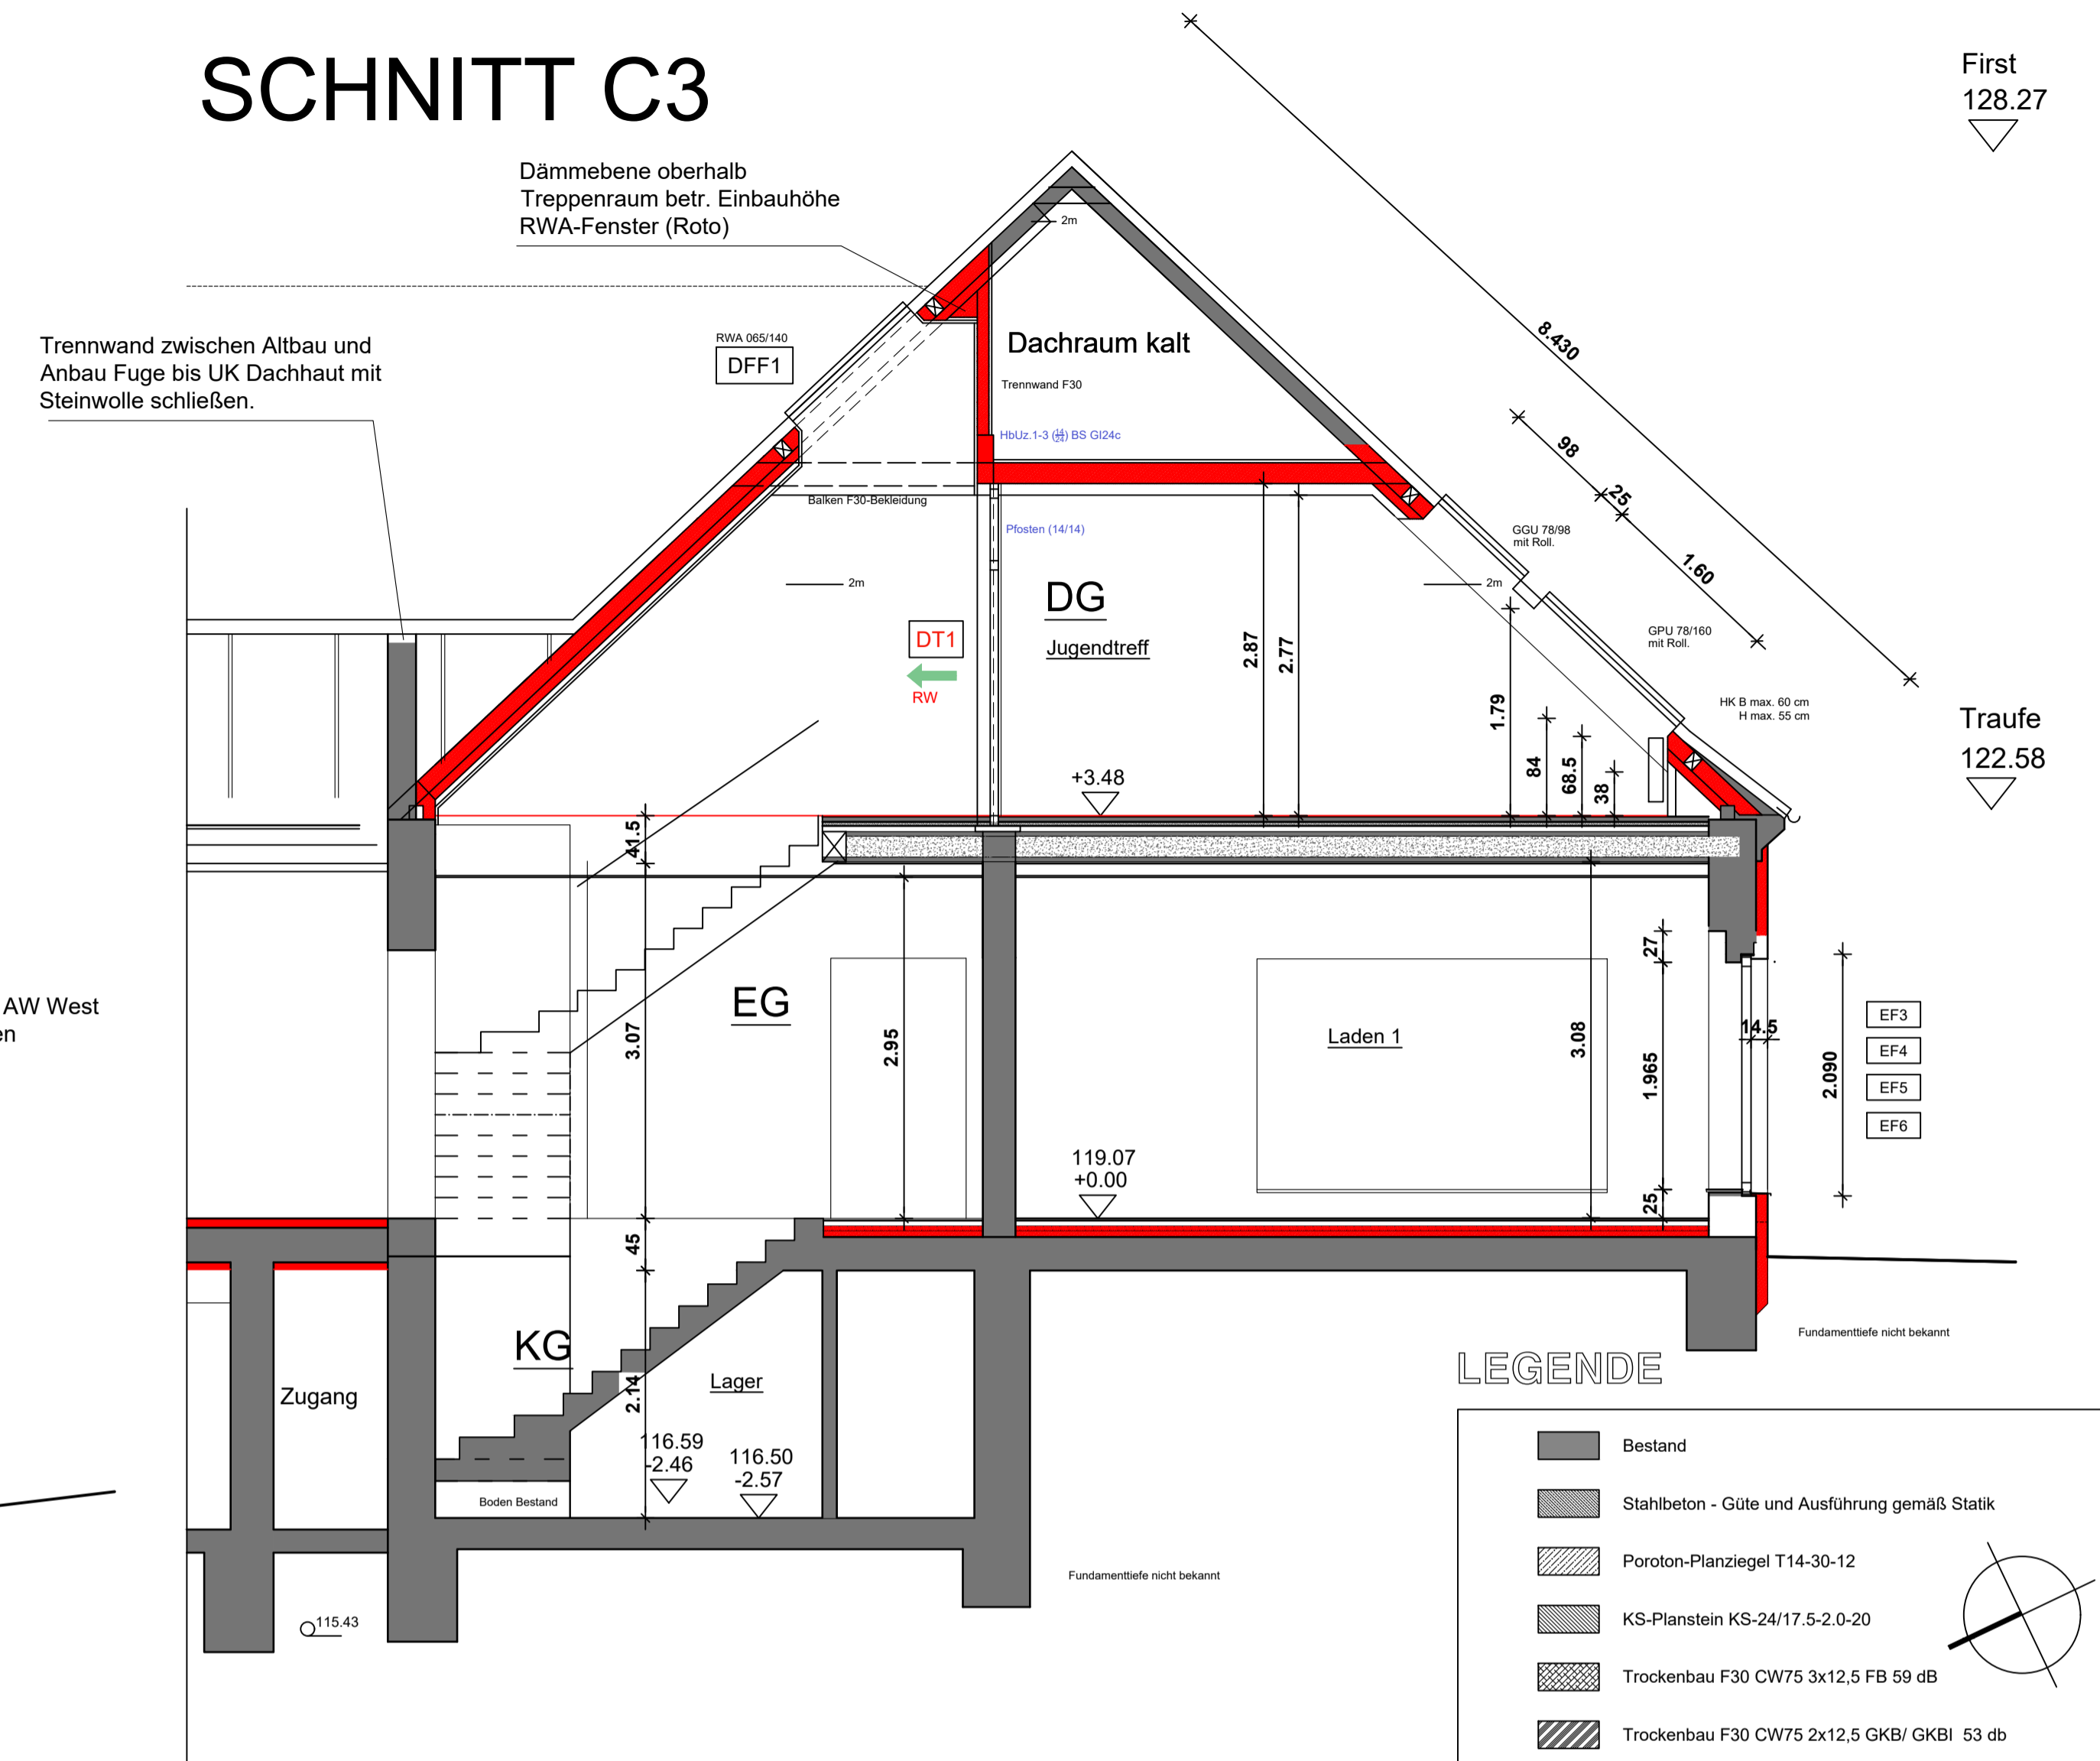 SCHNITT C3
First
128.27
Dämmebene oberhalb
Treppenraum betr. Einbauhöhe
RWA-Fenster (Roto)
2m
8.430
Trennwand zwischen Altbau und
Anbau Fuge bis UK Dachhaut mit
Steinwolle schließen.
RWA 065/140
DFF1
Dachraum kalt
Trennwand F30
HbUz.1-3 (14/24) BS Gl24c
98
25
1.60
Balken F30-Bekleidung
Pfosten (14/14)
GGU 78/98
mit Roll.
2m
2m
DG
Jugendtreff
DT1
RW
2.87
2.77
GPU 78/160
mit Roll.
HK B max. 60 cm
H max. 55 cm
Traufe
122.58
1.79
84
68.5
38
+3.48
41.5
AW West
en
EG
3.07
2.95
Laden 1
3.08
27
1.965
25
14.5
2.090
EF3
EF4
EF5
EF6
119.07
+0.00
45
KG
Zugang
2.14
Lager
116.59
-2.46
116.50
-2.57
Boden Bestand
Fundamenttiefe nicht bekannt
Fundamenttiefe nicht bekannt
115.43
LEGENDE
Bestand
Stahlbeton - Güte und Ausführung gemäß Statik
Poroton-Planziegel T14-30-12
KS-Planstein KS-24/17.5-2.0-20
Trockenbau F30 CW75 3x12,5 FB 59 dB
Trockenbau F30 CW75 2x12,5 GKB/ GKBI 53 db